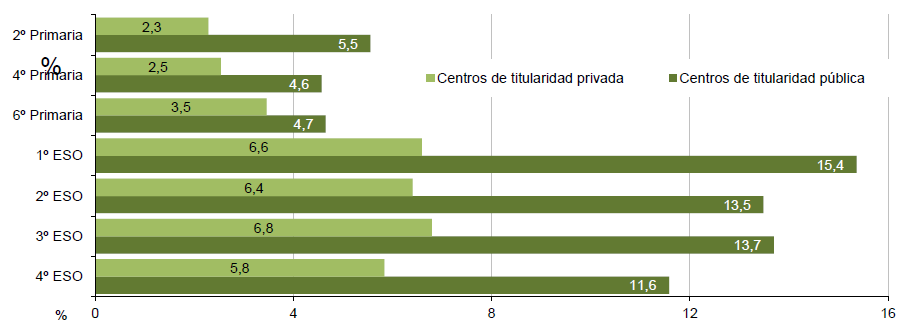 2º Primaria
2,3
5,5
%
4º Primaria
2,5
4,6
Centros de titularidad privada
Centros de titularidad pública
6º Primaria
3,5
4,7
1º ESO
6,6
15,4
2º ESO
6,4
13,5
3º ESO
6,8
13,7
4º ESO
5,8
11,6
% 0 4 8 12 16